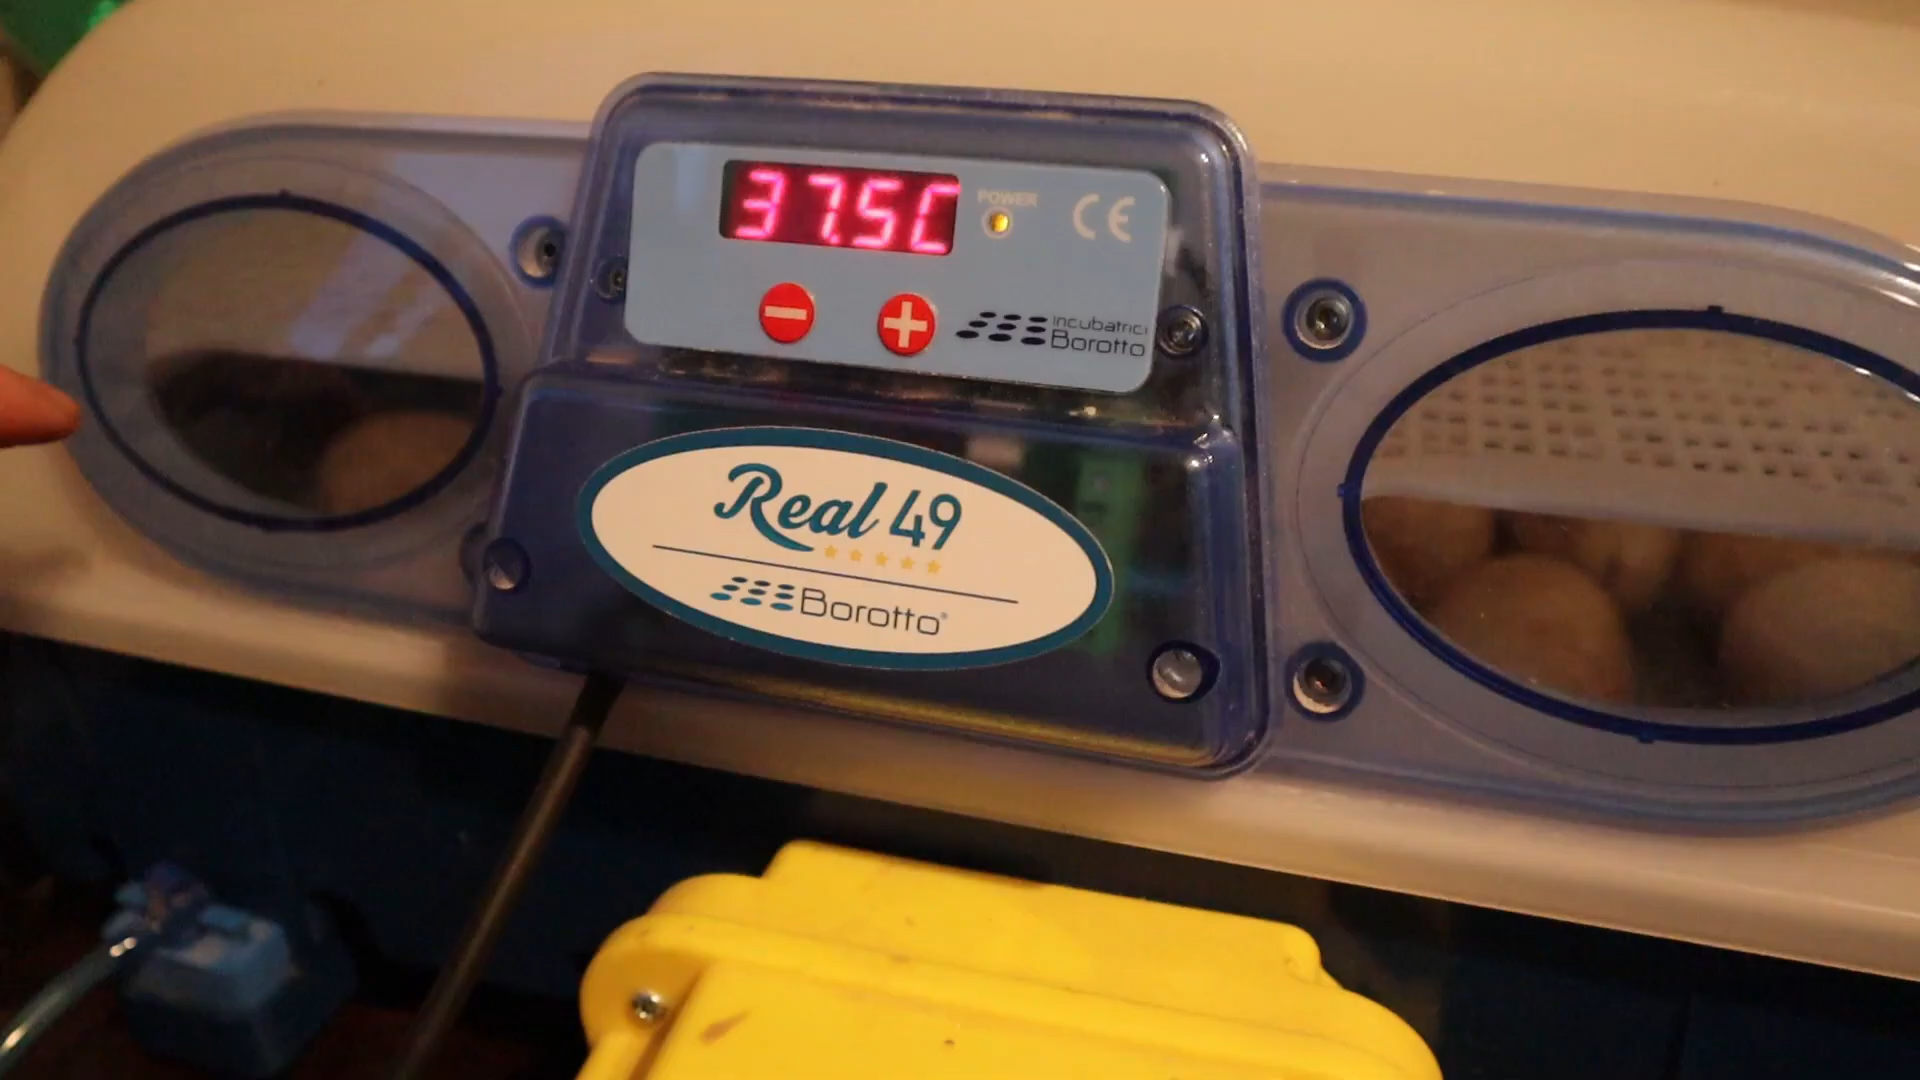 37.5C
POWER
CE
Incubatrici
Borotto
Real 49
Borotto®